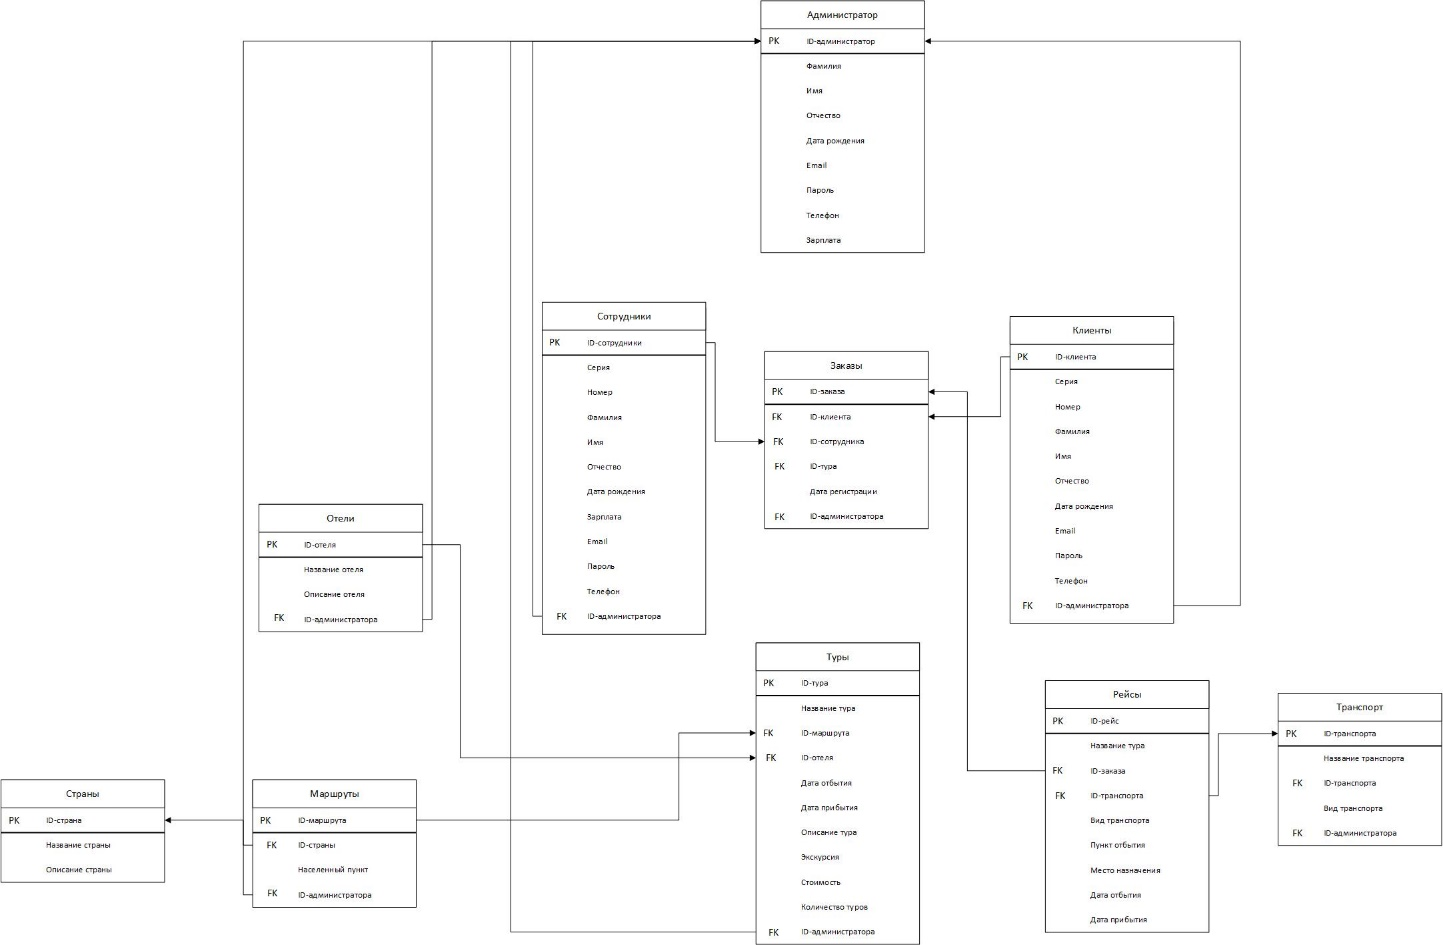 Администратор
PK ID-администратор
Фамилия
Имя
Отчество
Дата рождения
Email
Пароль
Телефон
Зарплата
Сотрудники
PK ID-сотрудники
Серия
Номер
Фамилия
Имя
Отчество
Дата рождения
Зарплата
Email
Пароль
Телефон
FK ID-администратора
Заказы
PK ID-заказа
FK ID-клиента
FK ID-сотрудника
FK ID-тура
Дата регистрации
FK ID-администратора
Клиенты
PK ID-клиента
Серия
Номер
Фамилия
Имя
Отчество
Дата рождения
Email
Пароль
Телефон
FK ID-администратора
Отели
PK ID-отеля
Название отеля
Описание отеля
FK ID-администратора
Страны
PK ID-страна
Название страны
Описание страны
Маршруты
PK ID-маршрута
FK ID-страны
Населенный пункт
FK ID-администратора
Туры
PK ID-тура
Название тура
FK ID-маршрута
FK ID-отеля
Дата отбытия
Дата прибытия
Описание тура
Экскурсия
Стоимость
Количество туров
FK ID-администратора
Рейсы
PK ID-рейс
Название тура
FK ID-заказа
FK ID-транспорта
Вид транспорта
Пункт отбытия
Место назначения
Дата отбытия
Дата прибытия
Транспорт
PK ID-транспорта
Название транспорта
FK ID-транспорта
Вид транспорта
FK ID-администратора